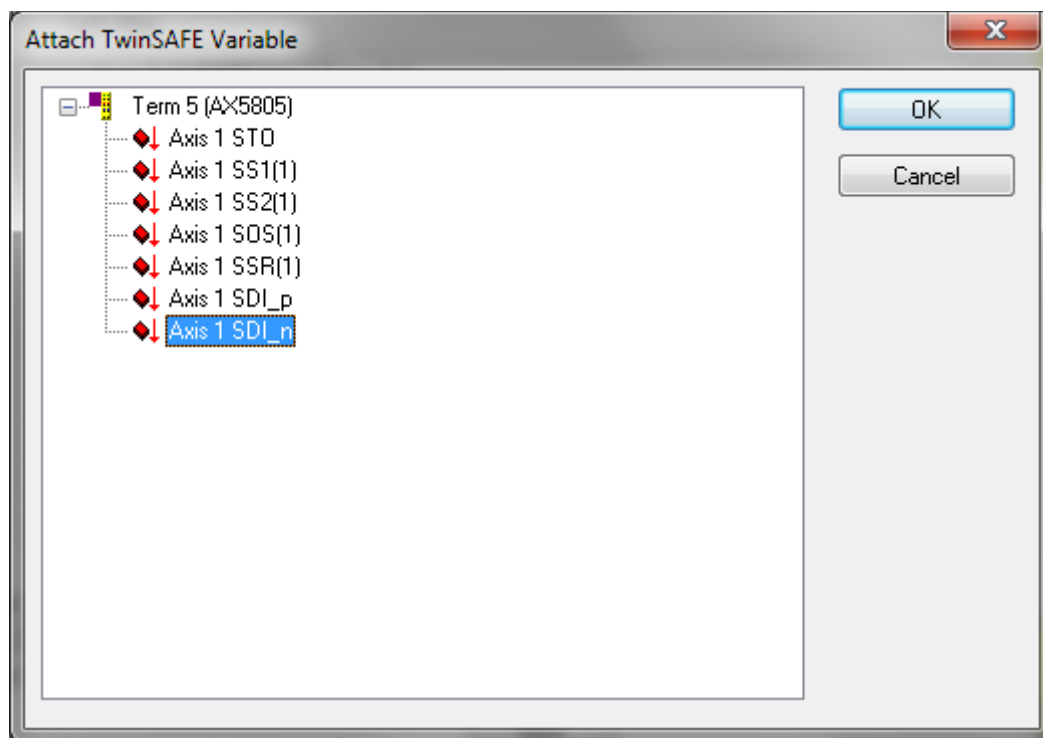 Attach TwinSAFE Variable
Term 5 (AX5805)
Axis 1 STO
Axis 1 SS1(1)
Axis 1 SS2(1)
Axis 1 SOS(1)
Axis 1 SSR(1)
Axis 1 SDI_p
Axis 1 SDI_n
OK
Cancel